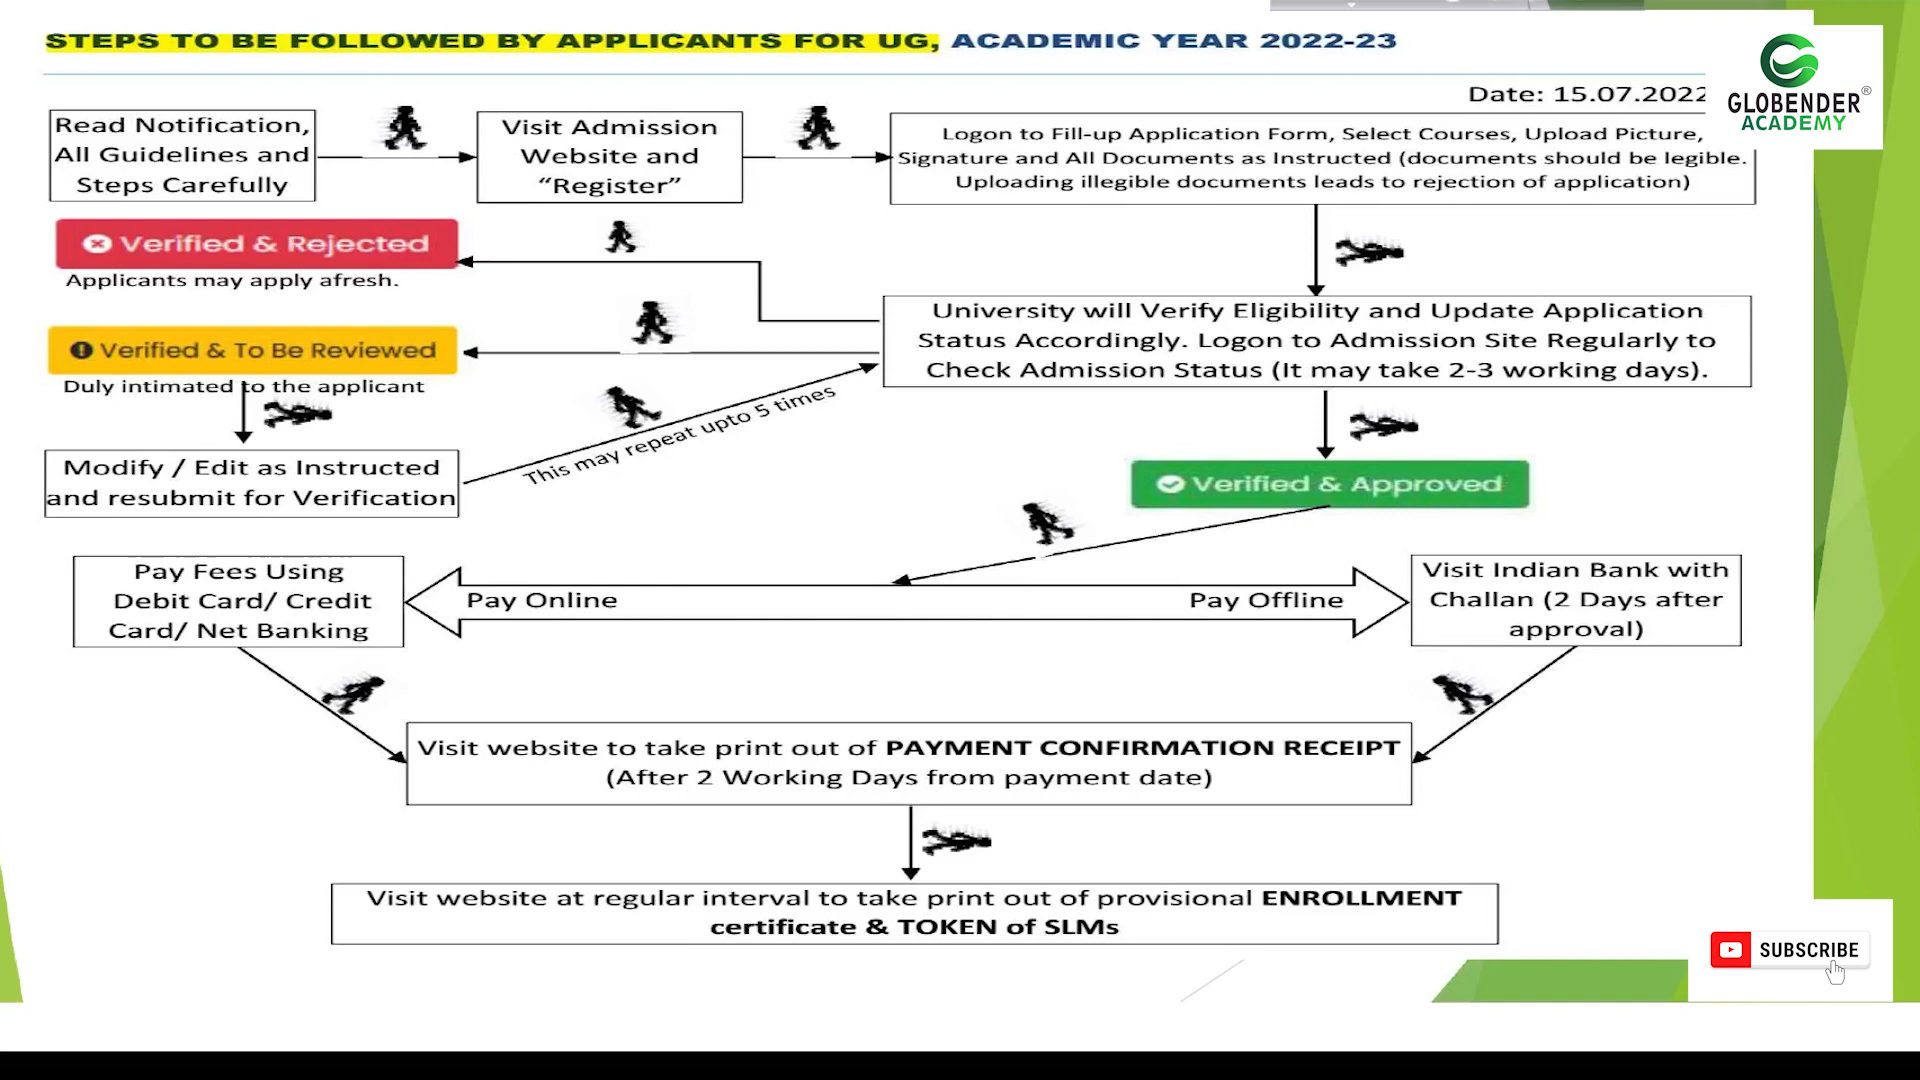 STEPS TO BE FOLLOWED BY APPLICANTS FOR UG, ACADEMIC YEAR 2022-23
Date: 15.07.2022
GLOBENDER®
ACADEMY
Read Notification,
All Guidelines and
Steps Carefully
Visit Admission
Website and
“Register”
Logon to Fill-up Application Form, Select Courses, Upload Picture,
Signature and All Documents as Instructed (documents should be legible.
Uploading illegible documents leads to rejection of application)
Verified & Rejected
Applicants may apply afresh.
University will Verify Eligibility and Update Application
Status Accordingly. Logon to Admission Site Regularly to
Check Admission Status (It may take 2-3 working days).
Verified & To Be Reviewed
Duly intimated to the applicant
This may repeat upto 5 times
Modify / Edit as Instructed
and resubmit for Verification
Verified & Approved
Pay Fees Using
Debit Card/ Credit
Card/ Net Banking
Pay Online
Pay Offline
Visit Indian Bank with
Challan (2 Days after
approval)
Visit website to take print out of PAYMENT CONFIRMATION RECEIPT
(After 2 Working Days from payment date)
Visit website at regular interval to take print out of provisional ENROLLMENT
certificate & TOKEN of SLMs
SUBSCRIBE